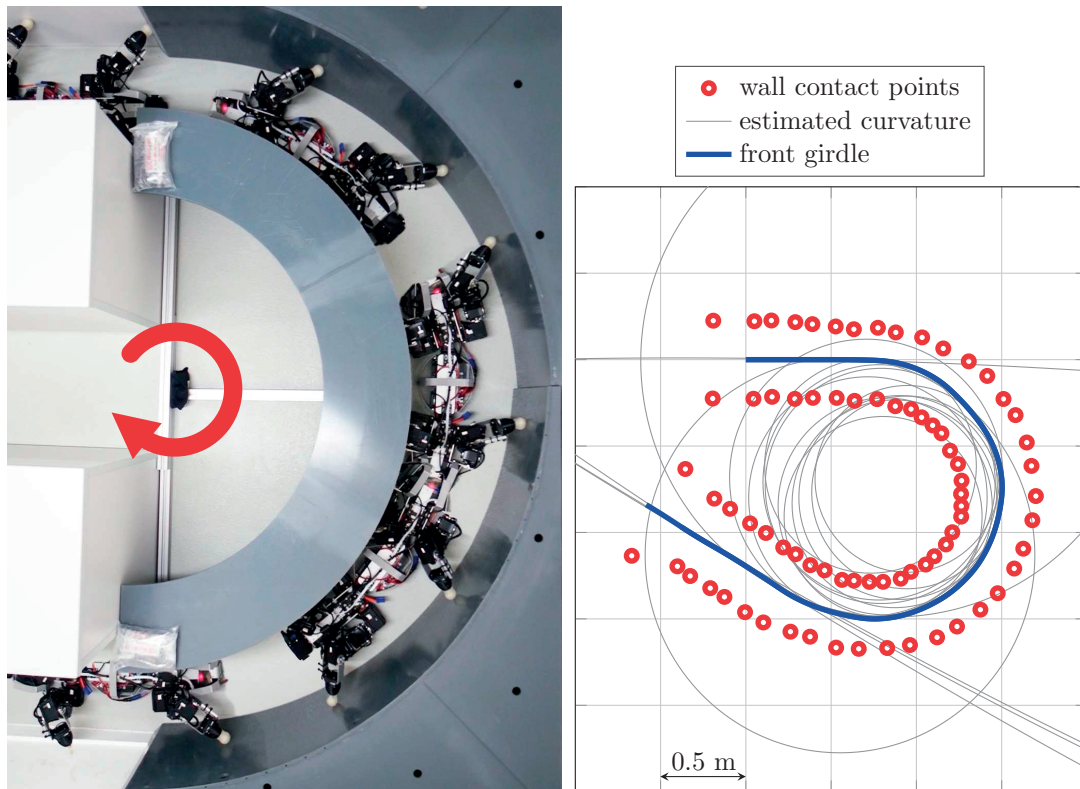 wall contact points
estimated curvature
front girdle
0.5 m